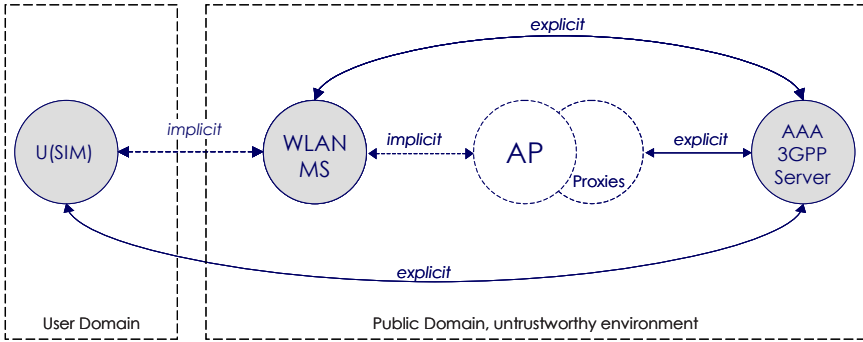 explicit
implicit
U(SIM)
WLAN
MS
implicit
AP
Proxies
explicit
AAA
3GPP
Server
explicit
User Domain
Public Domain, untrustworthy environment